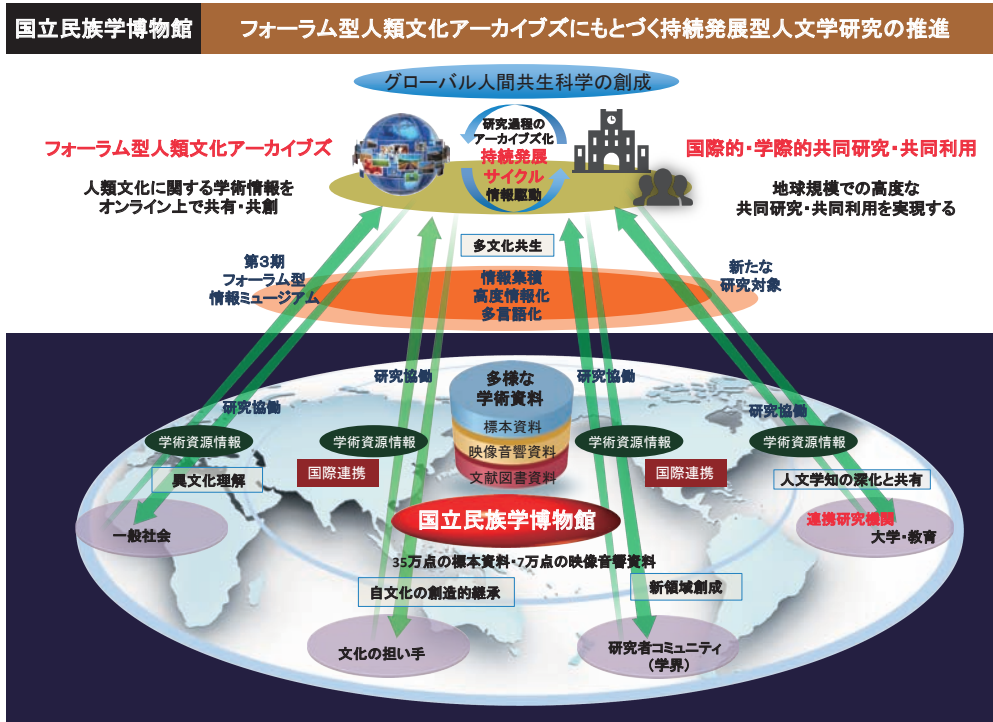 国立民族学博物館
フォーラム型人類文化アーカイブズにもとづく持続発展型人文学研究の推進
グローバル人間共生科学の創成
フォーラム型人類文化アーカイブズ
人類文化に関する学術情報を
オンライン上で共有・共創
研究過程の
アーカイブズ化
持続発展
サイクル
情報駆動
国際的・学際的共同研究・共同利用
地球規模での高度な
共同研究・共同利用を実現する
多文化共生
第3期
フォーラム型
情報ミュージアム
情報集積
高度情報化
多言語化
新たな
研究対象
研究協働
研究協働
研究協働
研究協働
多様な
学術資料
標本資料
映像音響資料
文献図書資料
学術資源情報
学術資源情報
学術資源情報
学術資源情報
異文化理解
国際連携
国際連携
人文学知の深化と共有
一般社会
国立民族学博物館
連携研究機関
大学・教育
35万点の標本資料・7万点の映像音響資料
自文化の創造的継承
新領域創成
文化の担い手
研究者コミュニティ
(学界)